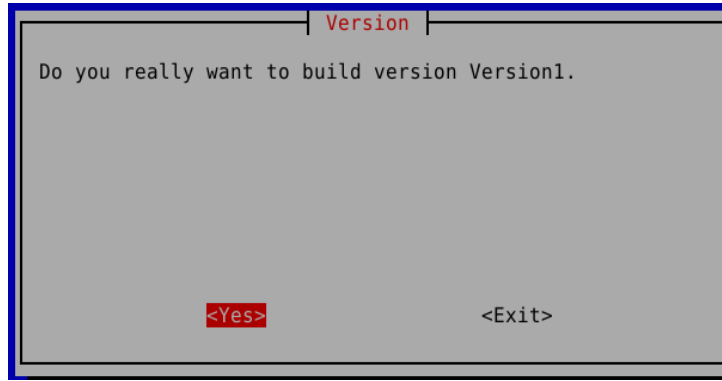 Version
Do you really want to build version Version1.
<Yes> <Exit>